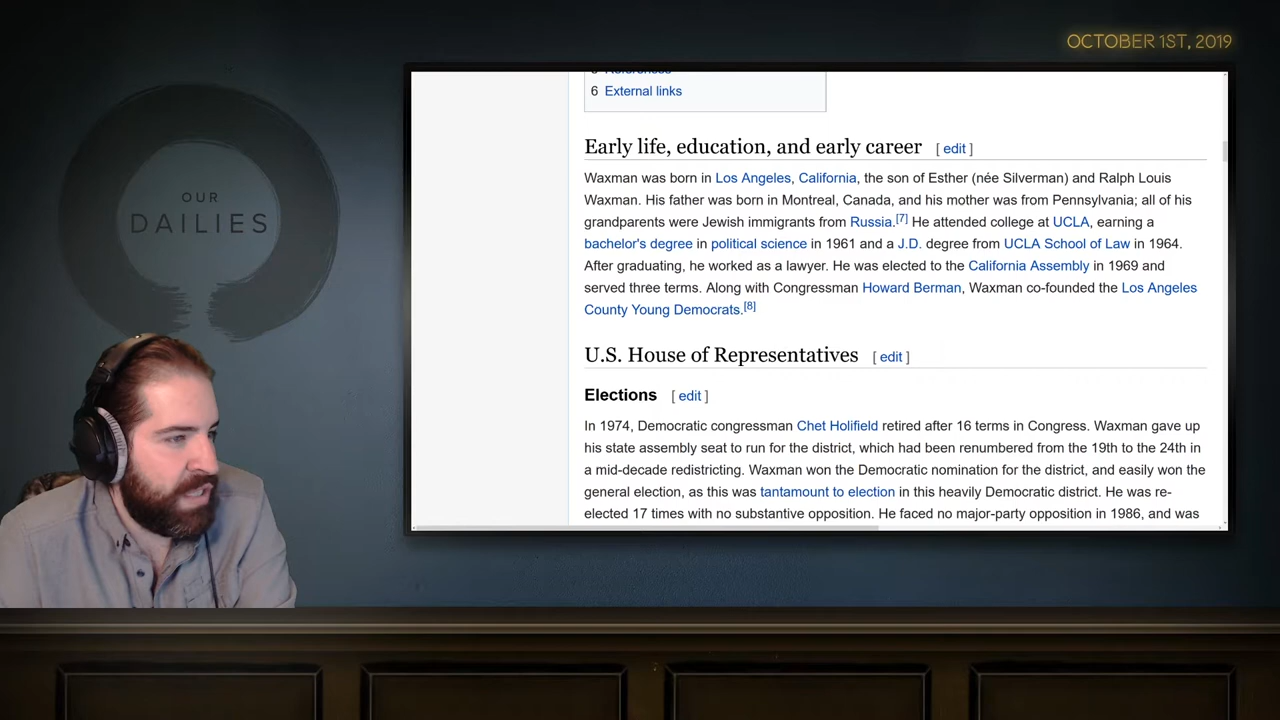 OCTOBER 1ST, 2019
OUR
DAILIES
References
6 External links
Early life, education, and early career [ edit ]
Waxman was born in Los Angeles, California, the son of Esther (née Silverman) and Ralph Louis
Waxman. His father was born in Montreal, Canada, and his mother was from Pennsylvania; all of his
grandparents were Jewish immigrants from Russia.[7] He attended college at UCLA, earning a
bachelor's degree in political science in 1961 and a J.D. degree from UCLA School of Law in 1964.
After graduating, he worked as a lawyer. He was elected to the California Assembly in 1969 and
served three terms. Along with Congressman Howard Berman, Waxman co-founded the Los Angeles
County Young Democrats.[8]
U.S. House of Representatives [ edit ]
Elections [ edit ]
In 1974, Democratic congressman Chet Holifield retired after 16 terms in Congress. Waxman gave up
his state assembly seat to run for the district, which had been renumbered from the 19th to the 24th in
a mid-decade redistricting. Waxman won the Democratic nomination for the district, and easily won the
general election, as this was tantamount to election in this heavily Democratic district. He was re-
elected 17 times with no substantive opposition. He faced no major-party opposition in 1986, and was